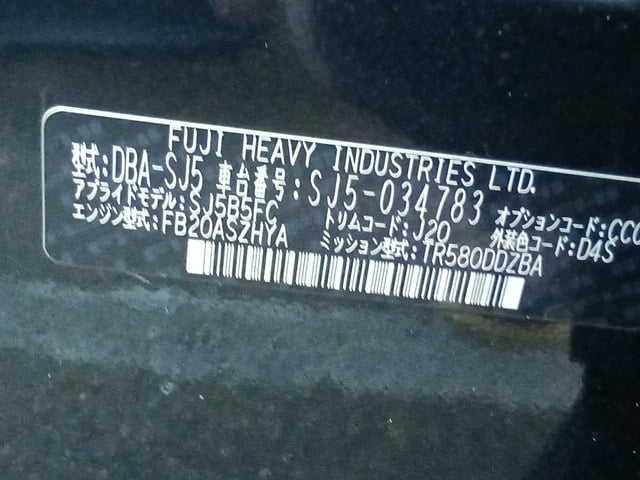 FUJI HEAVY INDUSTRIES LTD.
型式:DBA-SJ5 車台番号:SJ5-034783
アプライドモデル:SJ5B5FC トリムコード:J20 オプションコード:CCC
エンジン型式:FB20ASZHYA ミッション型式:TR580DDZBA 外装色コード:D4S